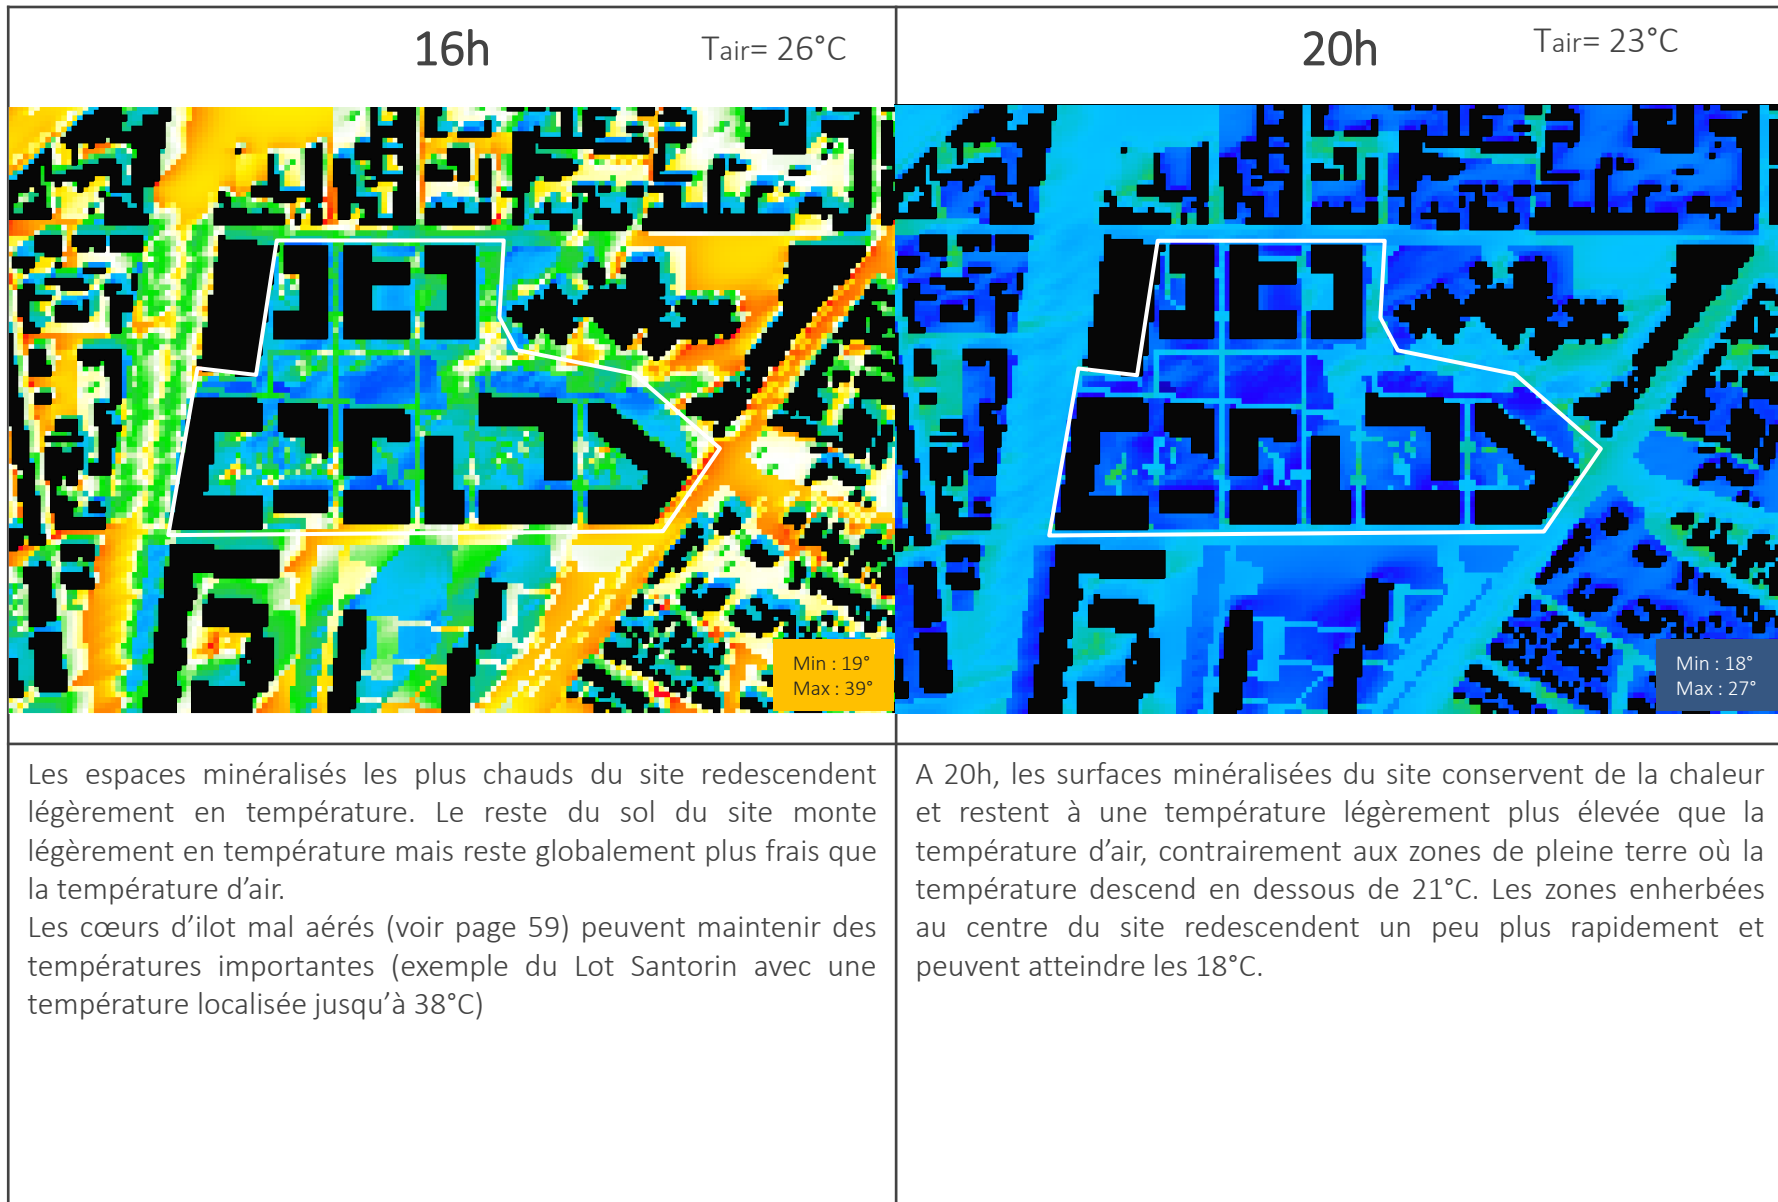 16h
Tair= 26°C
Min : 19°
Max : 39°
Les espaces minéralisés les plus chauds du site redescendent
légèrement en température. Le reste du sol du site monte
légèrement en température mais reste globalement plus frais que
la température d’air.
Les cœurs d’ilot mal aérés (voir page 59) peuvent maintenir des
températures importantes (exemple du Lot Santorin avec une
température localisée jusqu’à 38°C)
20h
Tair= 23°C
Min : 18°
Max : 27°
A 20h, les surfaces minéralisées du site conservent de la chaleur
et restent à une température légèrement plus élevée que la
température d’air, contrairement aux zones de pleine terre où la
température descend en dessous de 21°C. Les zones enherbées
au centre du site redescendent un peu plus rapidement et
peuvent atteindre les 18°C.